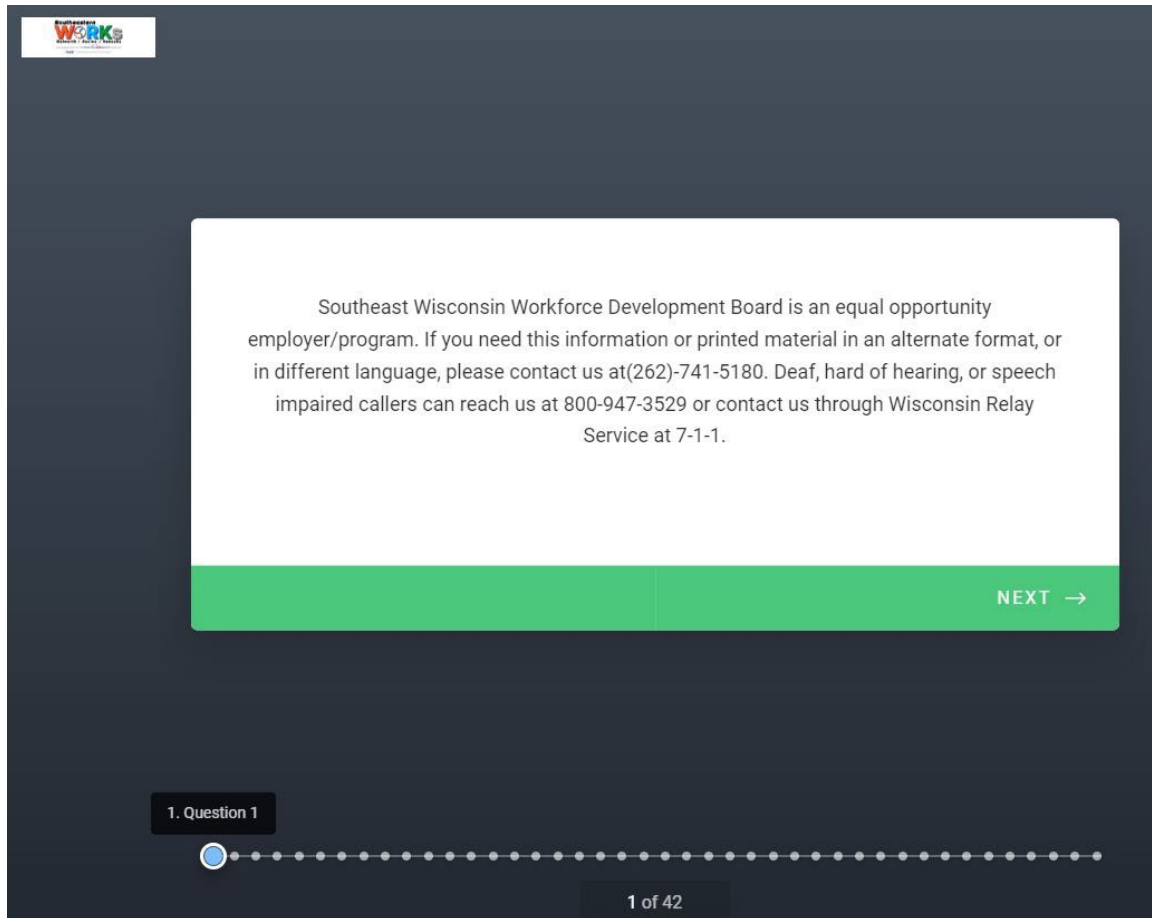 Southeastern
WORKs
Southeast Wisconsin Workforce Development Board is an equal opportunity
employer/program. If you need this information or printed material in an alternate format, or
in different language, please contact us at(262)-741-5180. Deaf, hard of hearing, or speech
impaired callers can reach us at 800-947-3529 or contact us through Wisconsin Relay
Service at 7-1-1.
NEXT →
1. Question 1
1 of 42